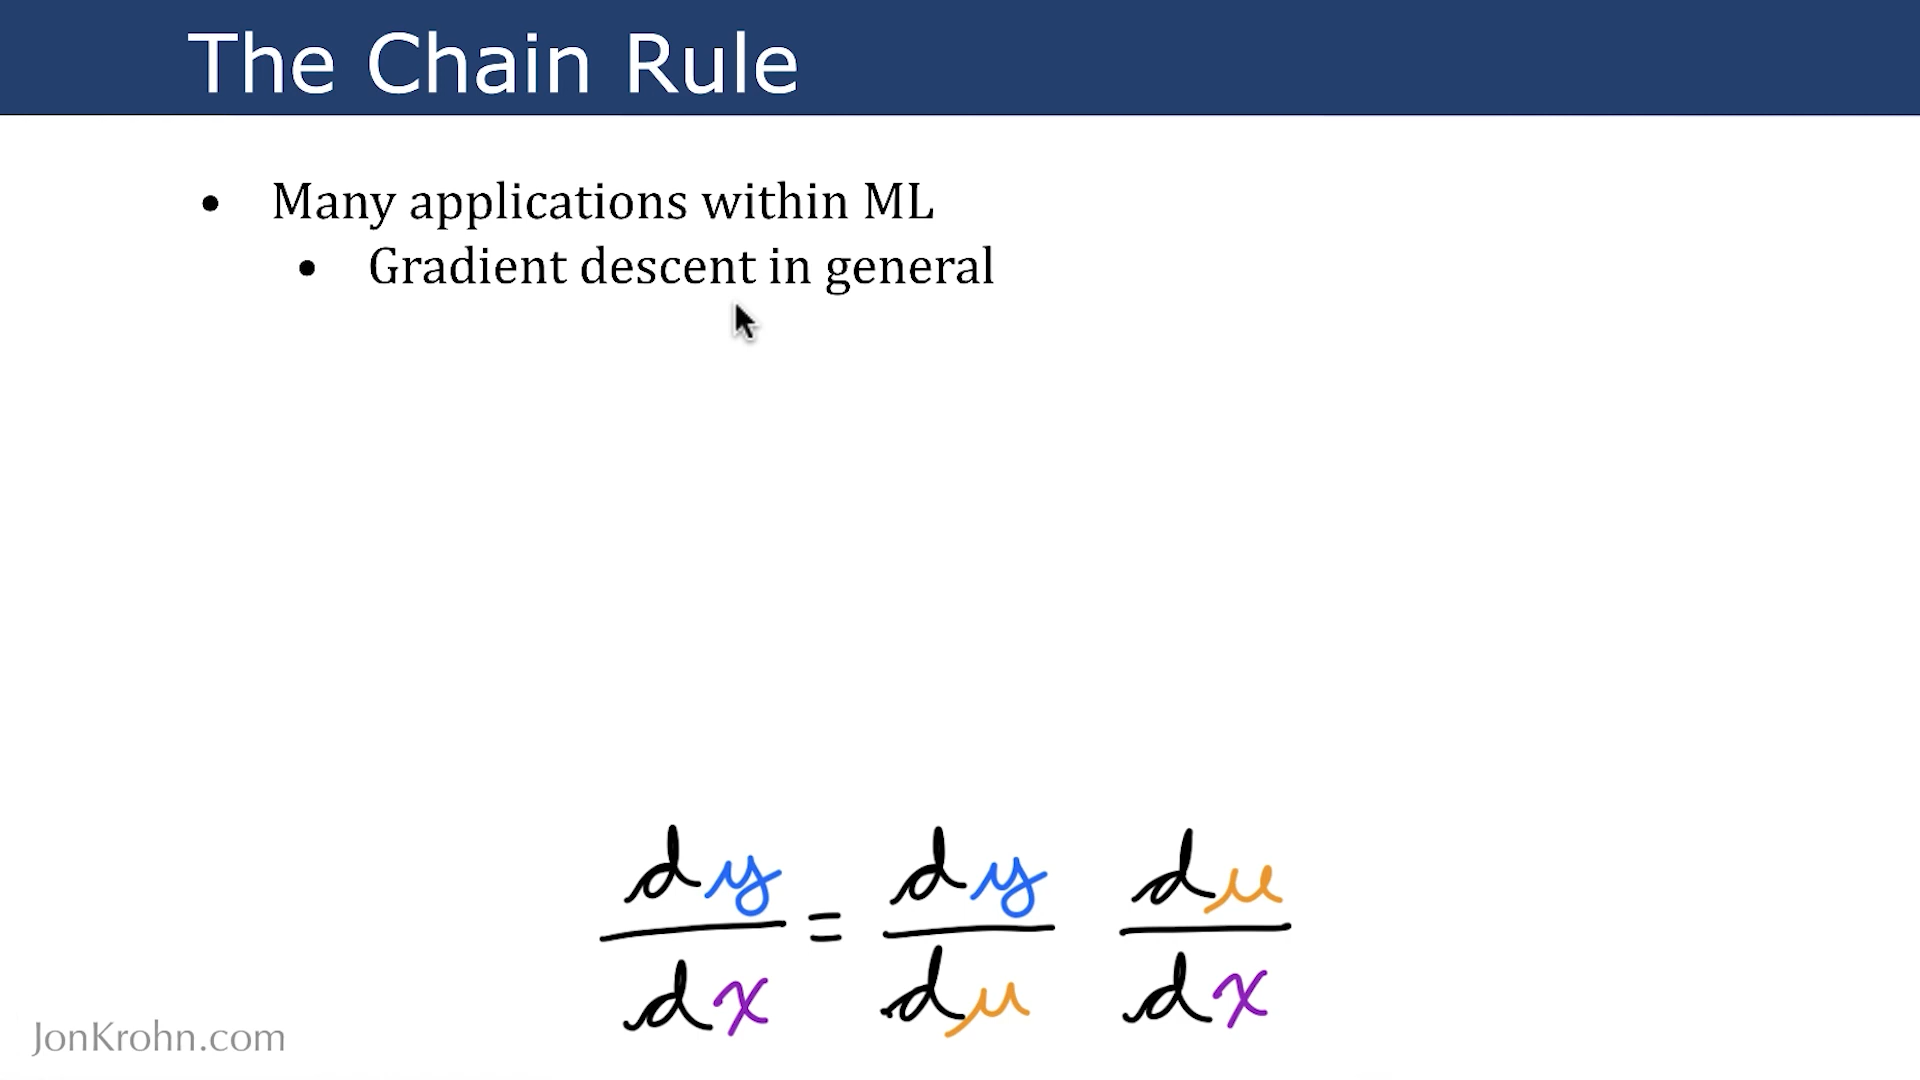 The Chain Rule
• Many applications within ML
• Gradient descent in general
dy/dx = dy/du du/dx
JonKrohn.com